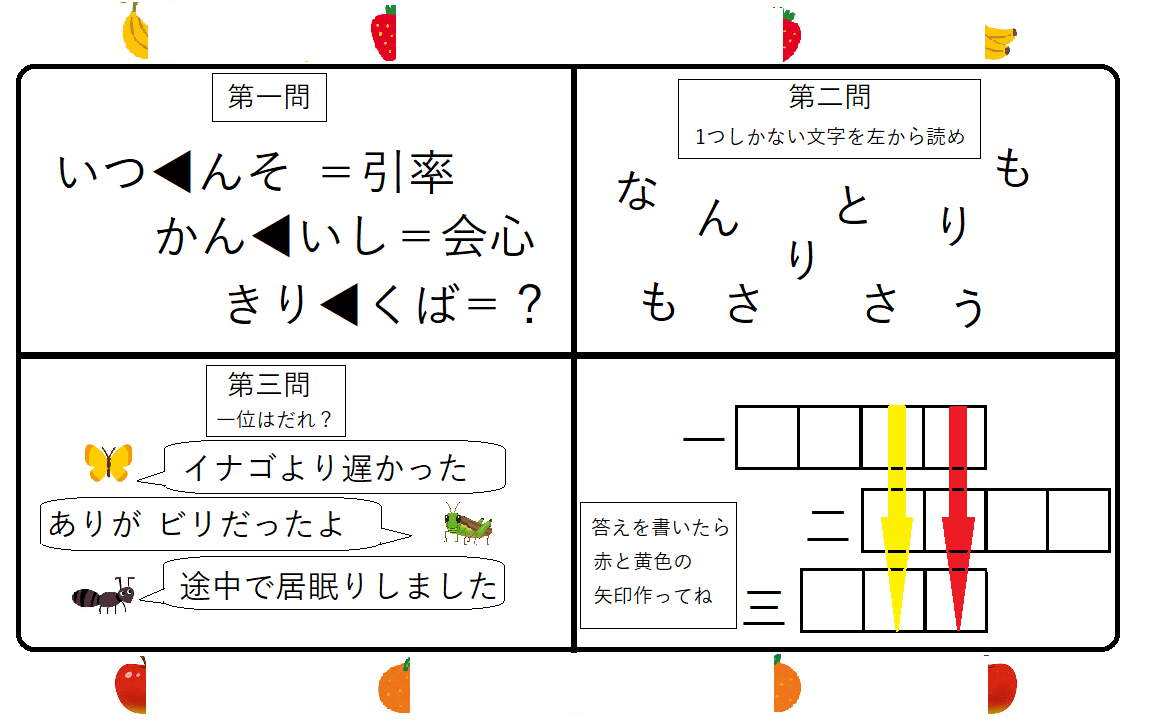 第一問
いつ◀んそ ＝引率
かん◀いし＝会心
きり◀くば＝？
第二問
1つしかない文字を左から読め
な
ん
と
り
も
り
も
さ
さ
う
第三問
一位はだれ？
イナゴより遅かった
ありが ビリだったよ
途中で居眠りしました
一
二
三
答えを書いたら
赤と黄色の
矢印作ってね